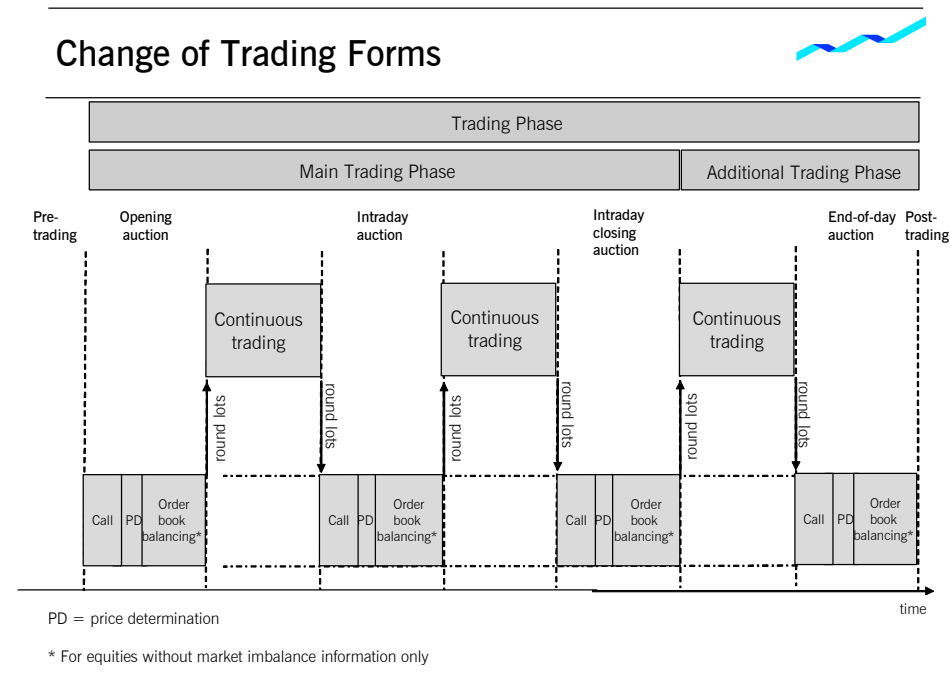 Change of Trading Forms
Trading Phase
Main Trading Phase
Additional Trading Phase
Pre-
trading
Opening
auction
Intraday
auction
Intraday
closing
auction
End-of-day
auction
Post-
trading
Continuous
trading
Continuous
trading
Continuous
trading
round lots
round lots
round lots
round lots
round lots
round lots
Call
PD
Order
book
balancing*
Call
PD
Order
book
balancing*
Call
PD
Order
book
balancing*
Call
PD
Order
book
balancing*
time
PD = price determination
* For equities without market imbalance information only